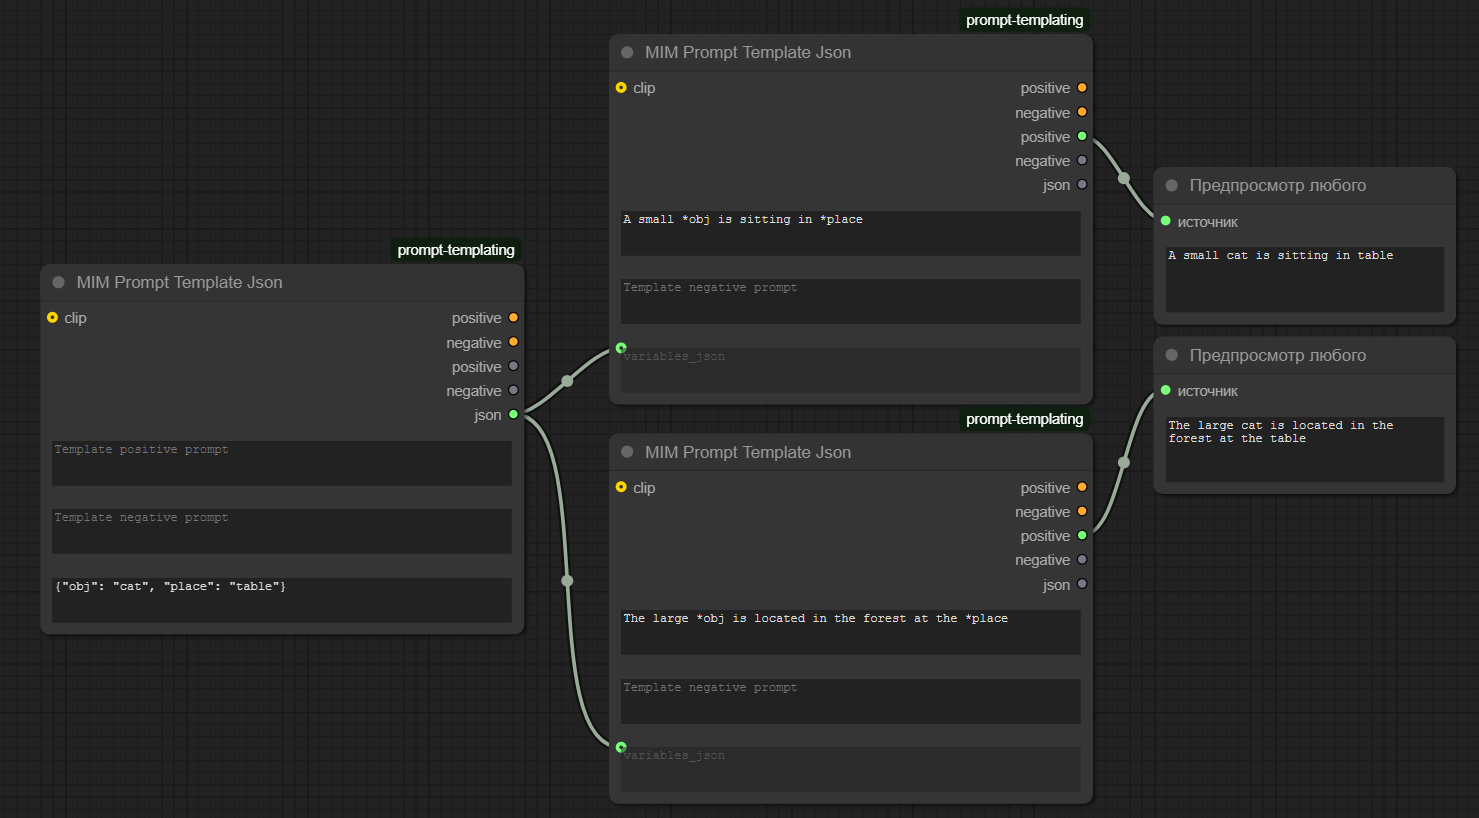 prompt-templating
MIM Prompt Template Json
clip
positive
negative
positive
negative
json
Template positive prompt
Template negative prompt
{"obj": "cat", "place": "table"}
prompt-templating
MIM Prompt Template Json
clip
positive
negative
positive
negative
json
A small *obj is sitting in *place
Template negative prompt
variables_json
prompt-templating
MIM Prompt Template Json
clip
positive
negative
positive
negative
json
The large *obj is located in the forest at the *place
Template negative prompt
variables_json
Предпросмотр любого
источник
A small cat is sitting in table
Предпросмотр любого
источник
The large cat is located in the
forest at the table